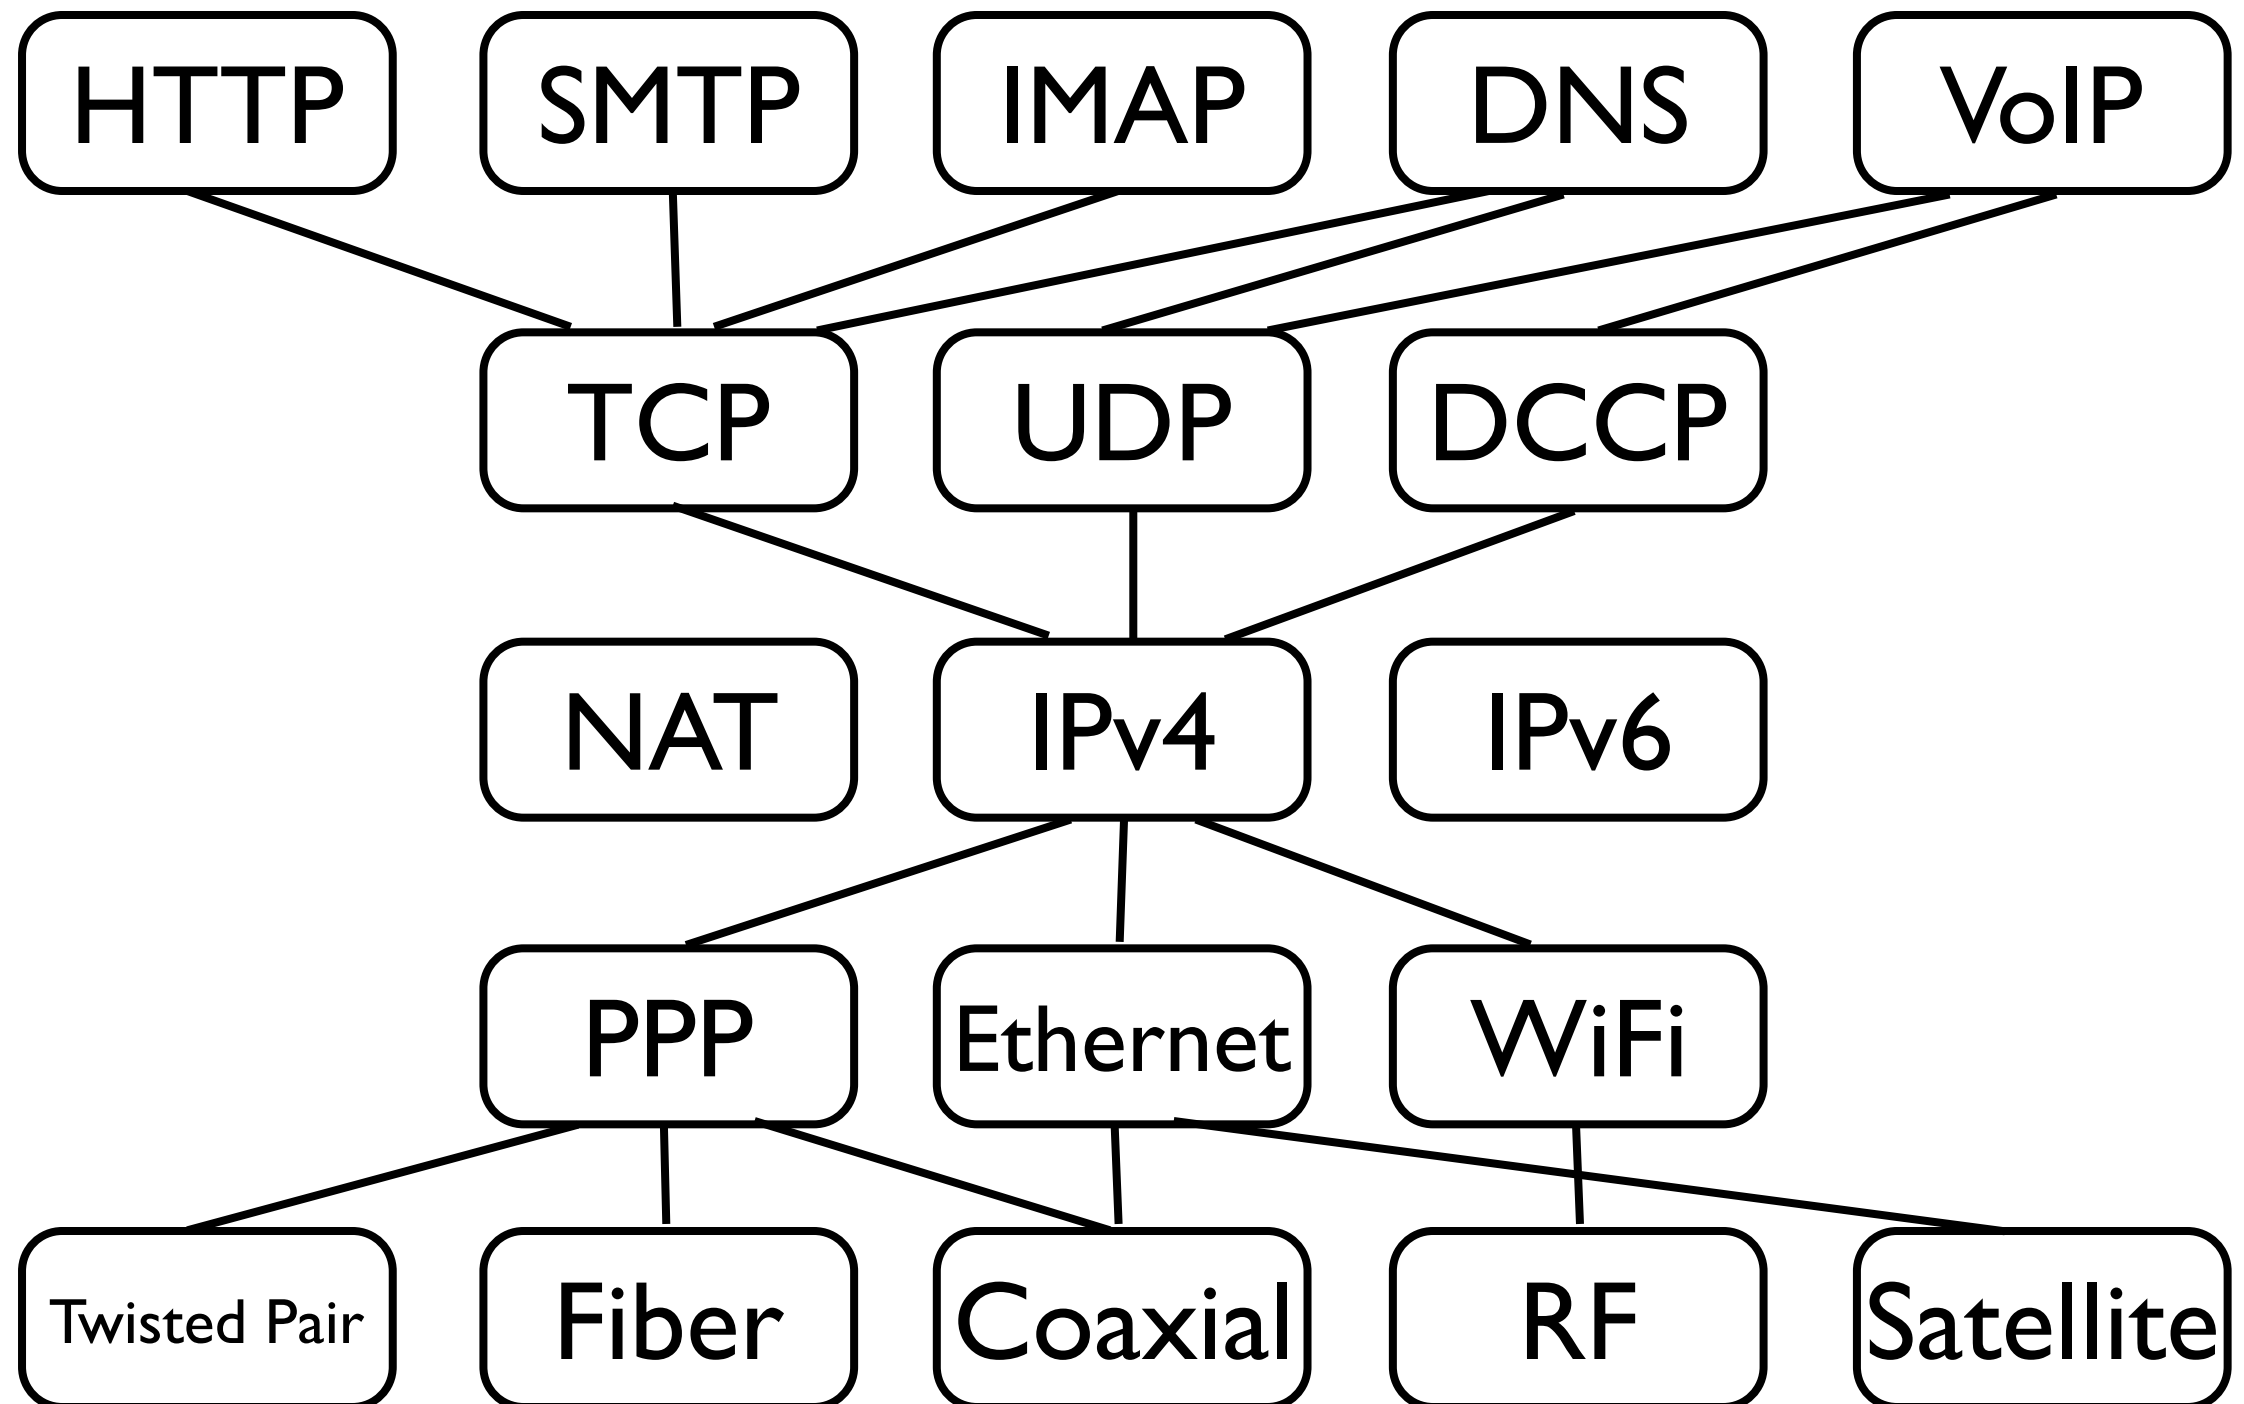 HTTP
SMTP
IMAP
DNS
VoIP
TCP
UDP
DCCP
NAT
IPv4
IPv6
PPP
Ethernet
WiFi
Twisted Pair
Fiber
Coaxial
RF
Satellite